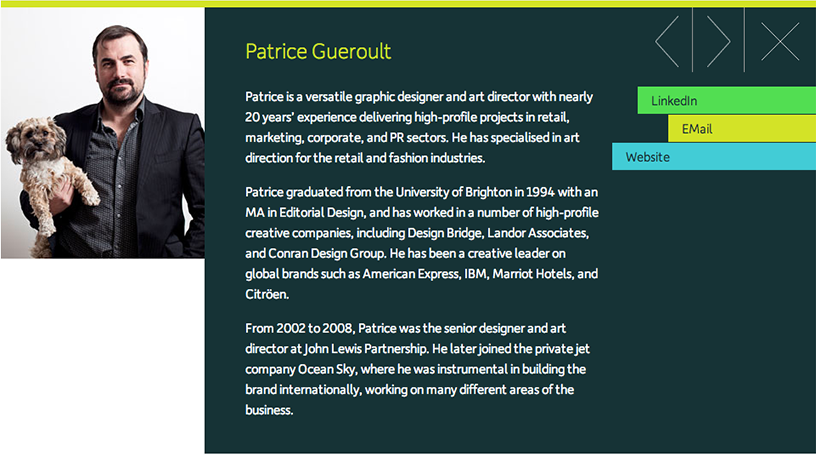 Patrice Gueroult
Patrice is a versatile graphic designer and art director with nearly
20 years' experience delivering high-profile projects in retail,
marketing, corporate, and PR sectors. He has specialised in art
direction for the retail and fashion industries.
Patrice graduated from the University of Brighton in 1994 with an
MA in Editorial Design, and has worked in a number of high-profile
creative companies, including Design Bridge, Landor Associates,
and Conran Design Group. He has been a creative leader on
global brands such as American Express, IBM, Marriot Hotels, and
Citröen.
From 2002 to 2008, Patrice was the senior designer and art
director at John Lewis Partnership. He later joined the private jet
company Ocean Sky, where he was instrumental in building the
brand internationally, working on many different areas of the
business.
LinkedIn
EMail
Website